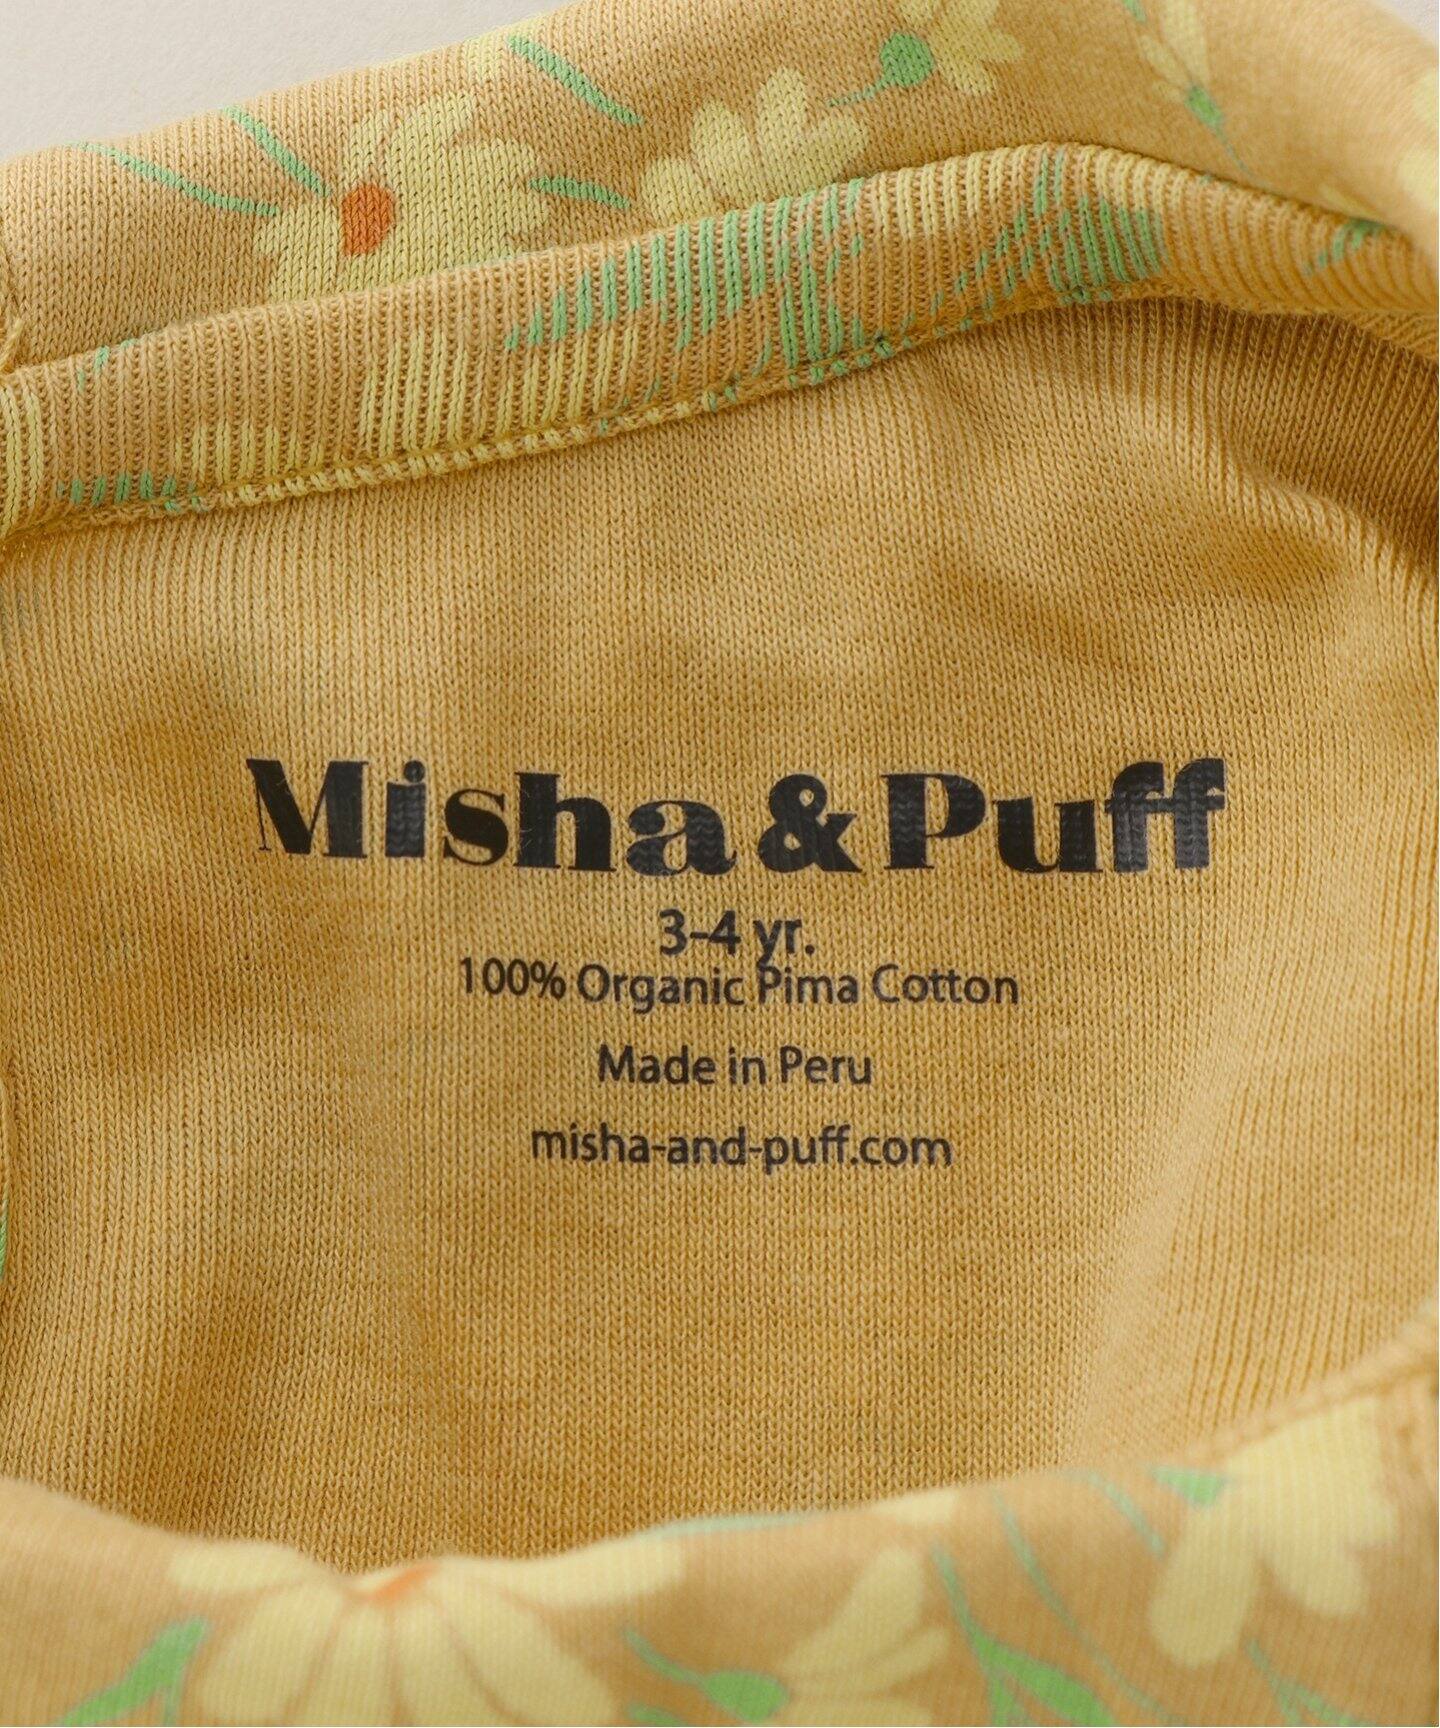 Misha & Puff
3-4 yr.
100% Organic Pima Cotton
Made in Peru
misha-and-puff.com